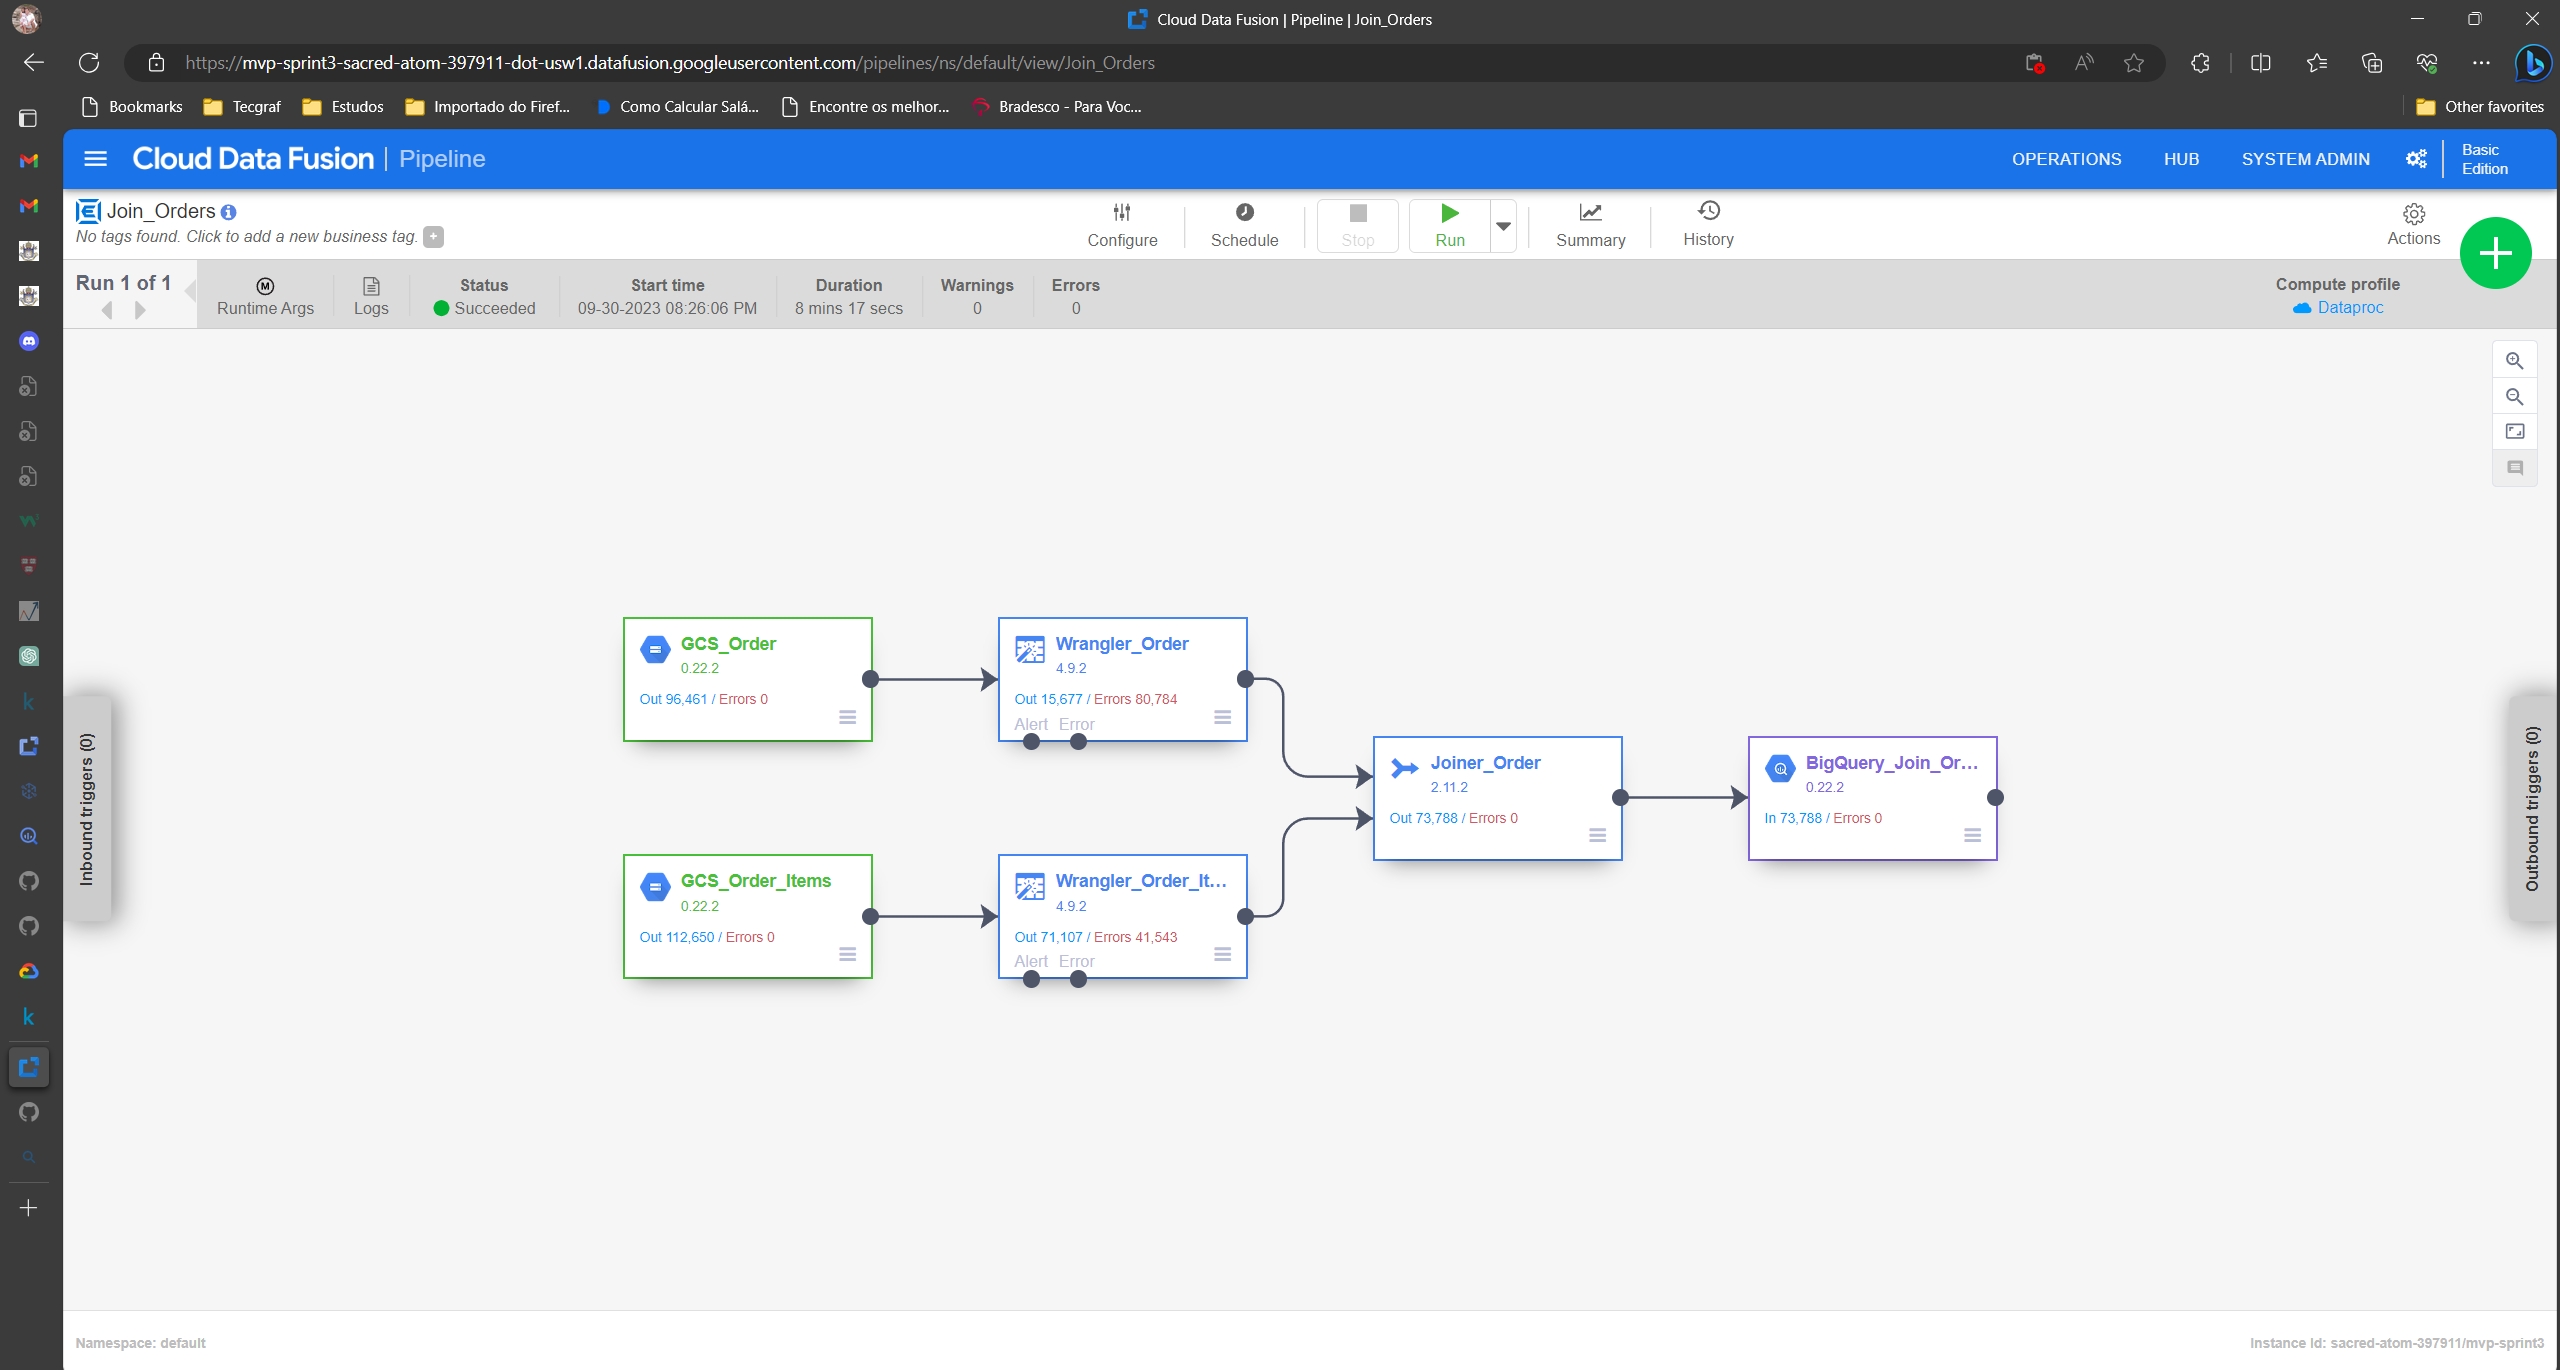 Cloud Data Fusion | Pipeline | Join_Orders
https://mvp-sprint3-sacred-atom-397911-dot-usw1.datafusion.googleusercontent.com/pipelines/ns/default/view/Join_Orders
Bookmarks Tecgraf Estudos Importado do Firef... Como Calcular Salá... Encontre os melhor... Bradesco - Para Voc... Other favorites
Cloud Data Fusion | Pipeline OPERATIONS HUB SYSTEM ADMIN Basic Edition
Join_Orders
No tags found. Click to add a new business tag. +
Configure Schedule Stop Run Summary History Actions
Run 1 of 1
Runtime Args
Logs
Status
Succeeded
Start time
09-30-2023 08:26:06 PM
Duration
8 mins 17 secs
Warnings
0
Errors
0
Compute profile
Dataproc
Inbound triggers (0)
GCS_Order
0.22.2
Out 96,461 / Errors 0
Wrangler_Order
4.9.2
Out 15,677 / Errors 80,784
Alert Error
GCS_Order_Items
0.22.2
Out 112,650 / Errors 0
Wrangler_Order_It...
4.9.2
Out 71,107 / Errors 41,543
Alert Error
Joiner_Order
2.11.2
Out 73,788 / Errors 0
BigQuery_Join_Or...
0.22.2
In 73,788 / Errors 0
Outbound triggers (0)
Namespace: default
Instance Id: sacred-atom-397911/mvp-sprint3